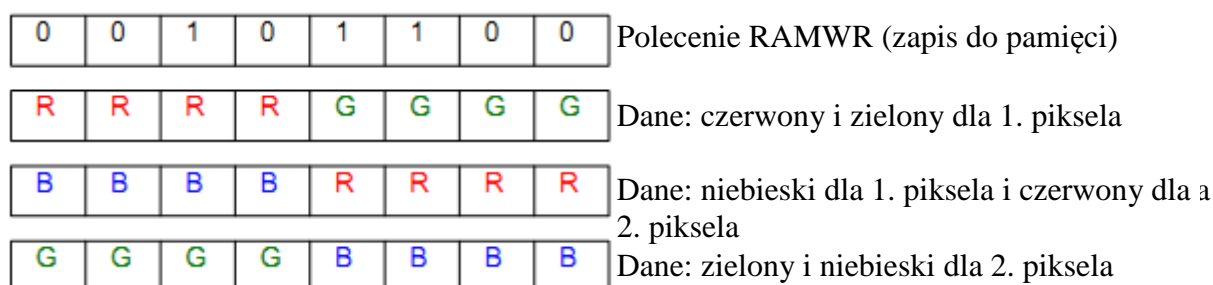 0 0 1 0 1 1 0 0 Polecenie RAMWR (zapis do pamięci)
R R R R G G G G Dane: czerwony i zielony dla 1. piksela
B B B B R R R R Dane: niebieski dla 1. piksela i czerwony dla a
2. piksela
G G G G B B B B Dane: zielony i niebieski dla 2. piksela